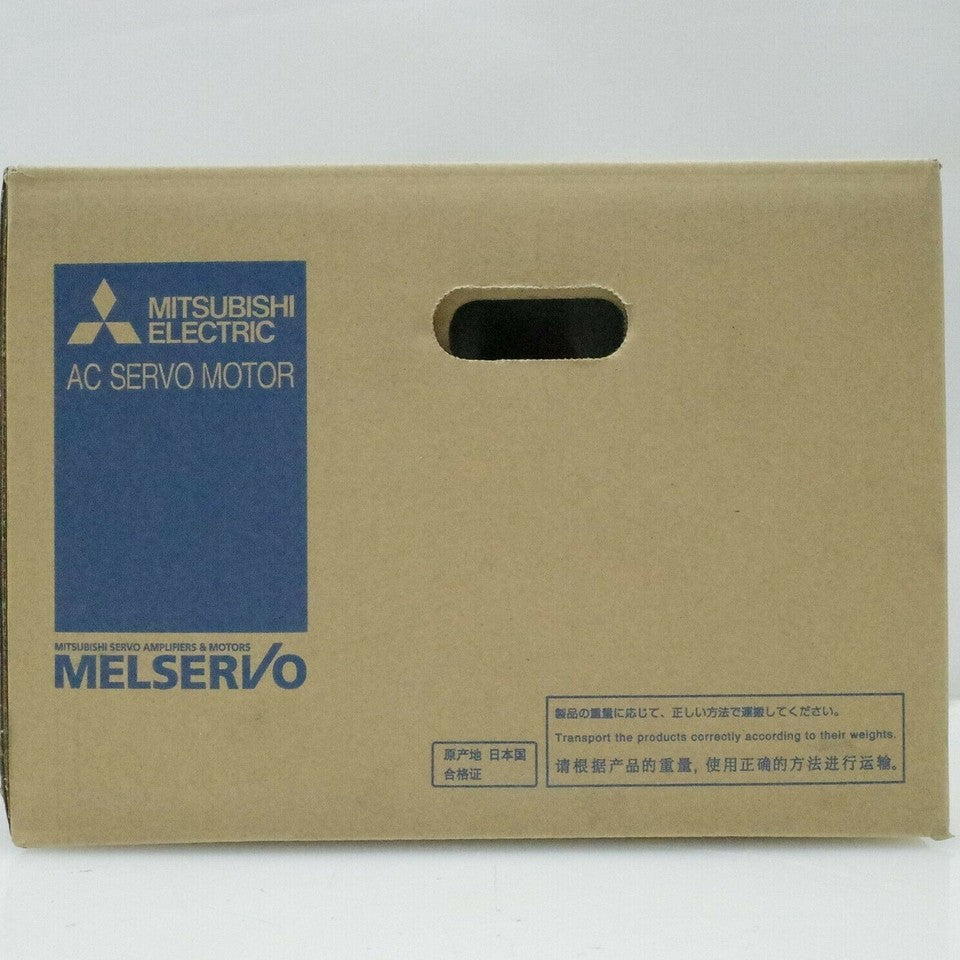 MITSUBISHI
ELECTRIC
AC SERVO MOTOR
MITSUBISHI SERVO AMPLIFIERS & MOTORS
MELSERVO
原产地 日本国
合格证
製品の重量に応じて、正しい方法で運搬してください。
Transport the products correctly according to their weights.
请根据产品的重量, 使用正确的方法进行运输。